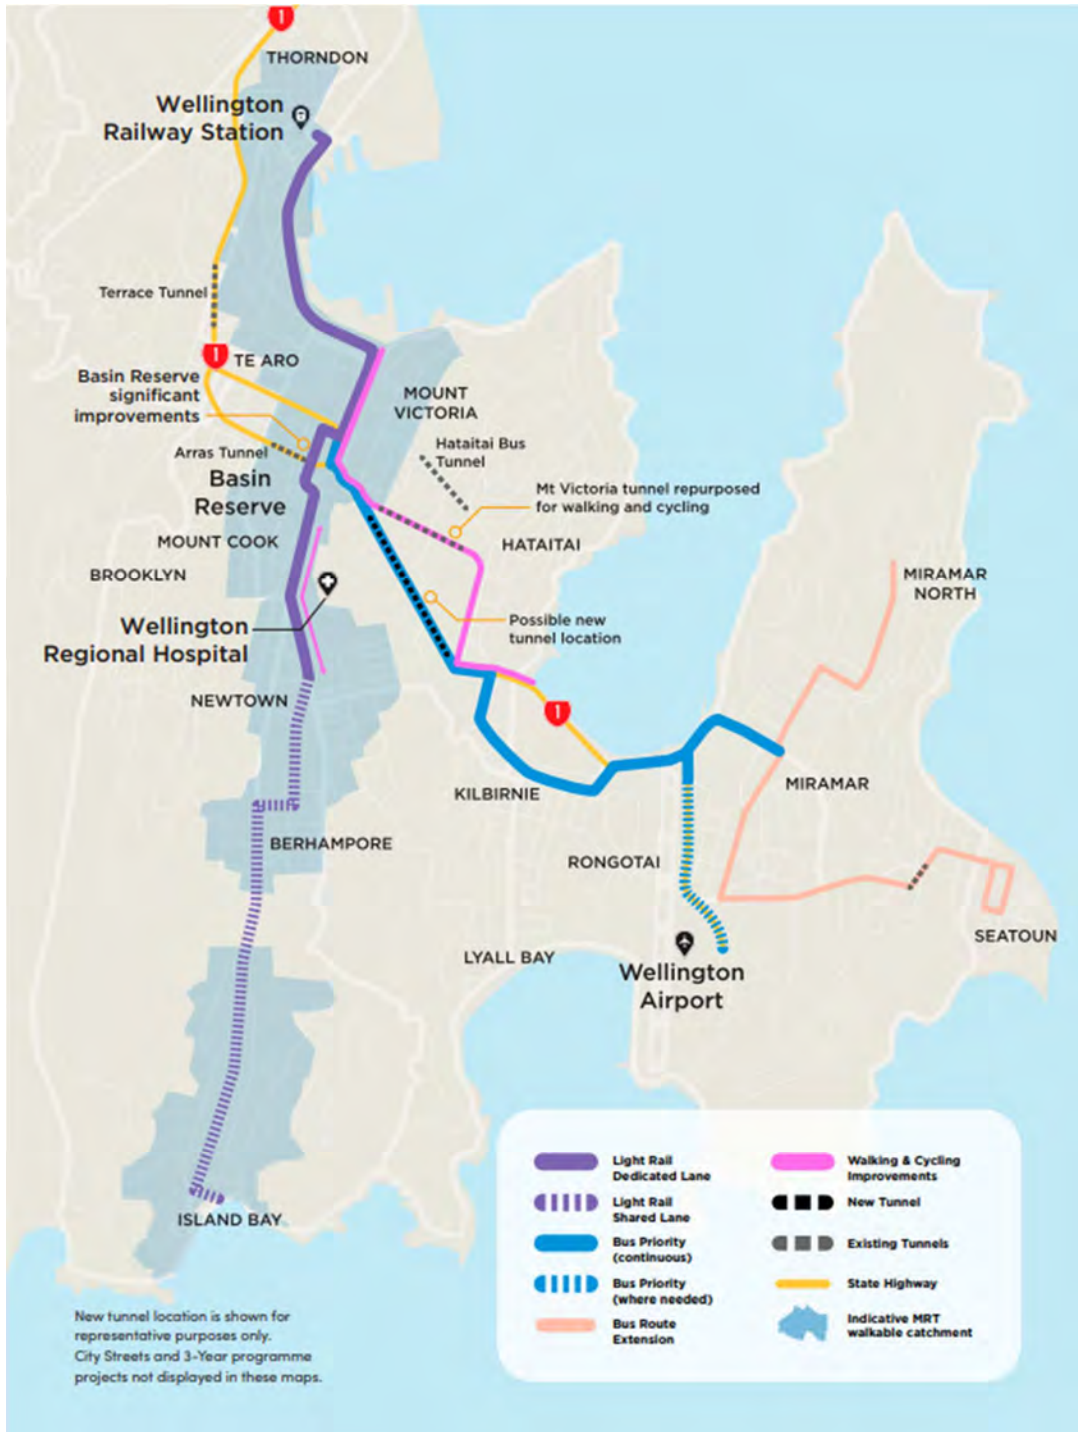 1
THORNDON
Wellington
Railway Station
Terrace Tunnel
1
TE ARO
Basin Reserve
significant
improvements
MOUNT
VICTORIA
Arras Tunnel
Hataitai Bus
Tunnel
Basin
Reserve
Mt Victoria tunnel repurposed
for walking and cycling
MOUNT COOK
HATAITAI
BROOKLYN
MIRAMAR
NORTH
Wellington
Regional Hospital
Possible new
tunnel location
NEWTOWN
1
KILBIRNIE
MIRAMAR
BERHAMPORE
RONGOTAI
SEATOUN
LYALL BAY
Wellington
Airport
ISLAND BAY
Light Rail
Dedicated Lane
Light Rail
Shared Lane
Bus Priority
(continuous)
Bus Priority
(where needed)
Bus Route
Extension
Walking & Cycling
Improvements
New Tunnel
Existing Tunnels
State Highway
Indicative MRT
walkable catchment
New tunnel location is shown for
representative purposes only.
City Streets and 3-Year programme
projects not displayed in these maps.